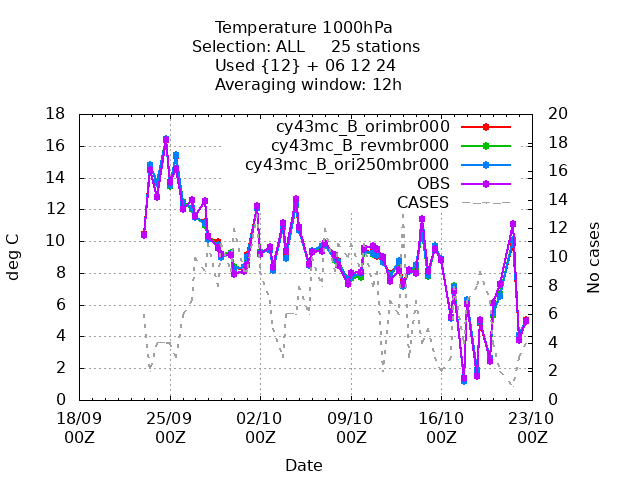 Temperature 1000hPa
Selection: ALL     25 stations
Used {12} + 06 12 24
Averaging window: 12h
18 20
cy43mc_B_orimbr000
16 18
cy43mc_B_revmbr000
cy43mc_B_ori250mbr000
14 16
OBS
CASES
12 14
10 12
8 10
6 8
4 6
2 4
0 2
0
deg C
No cases
18/09 25/09 02/10 09/10 16/10 23/10
00Z 00Z 00Z 00Z 00Z 00Z
Date